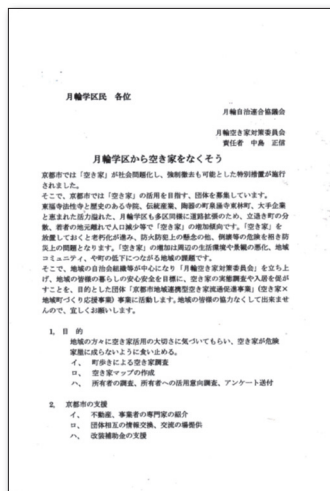 月輪学区民 各位
月輪自治連合協議会
月輪空き家対策委員会
責任者 中島 正信
月輪学区から空き家をなくそう
京都市では「空き家」が社会問題化し、強制撤去も可能とした特別措置が施行
されました。
そこで、京都市では「空き家」の活用を目指す、団体を募集しています。
東福寺法性寺と歴史のある寺院、伝統産業、陶器の町泉涌寺東林町、大手企業
と恵まれた活力溢れた、月輪学区も多区同様に道路拡張のため、立退き町の分
散、若者の地元離れで人口減少等で「空き家」の増加傾向です。「空き家」を
放置しておくと老朽化が進み、防火防犯上の懸念の他、倒壊等の危険を招き防
災上の問題となります。「空き家」の増加は周辺の生活環境や景観の悪化、地域
コミュニティ、や町の低下につながる地域の課題です。
そこで、地域の自治会組織等が中心になり「月輪空き家対策委員会」を立ち上
げ、地域の皆様の暮らしの安心安全を目標に、空き家の実態調査や入居を促が
すことを、目的とした団体「京都市地域連携型空き家流通促進事業」(空き家×
地域町づくり応援事業）事業に活動します。地域の皆様の協力なくして出来ませ
んので、宜しくお願いします。
1. 目 的
地域の方々に空き家活用の大切さに気づいてもらい、空き家が危険
家態に成らないように食い止める。
イ、 町歩きによる空き家調査
ロ、 空き家マップの作成
ハ、 所有者の調査、所有者への活用意向調査、アンケート送付
2. 京都市の支援
イ、 不動産、事業者の専門家の紹介
ロ、 団体相互の情報交換、交流の場提供
ハ、 改装補助金の支援